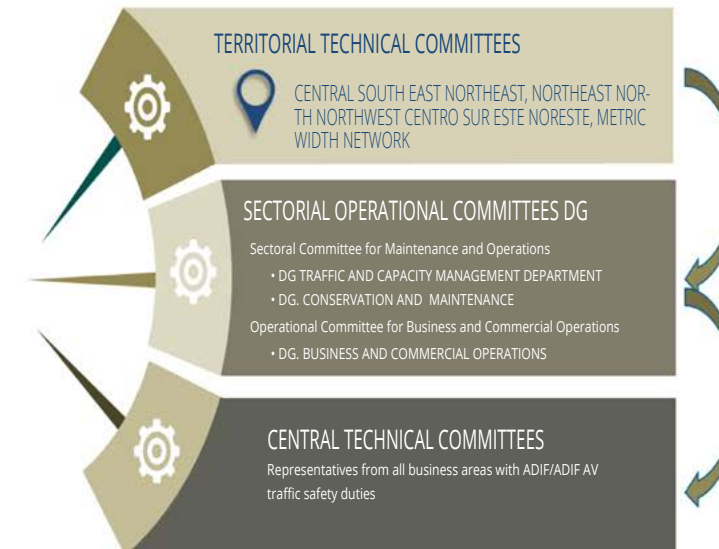 TERRITORIAL TECHNICAL COMMITTEES
CENTRAL SOUTH EAST NORTHEAST, NORTHEAST NOR-
TH NORTHWEST CENTRO SUR ESTE NORESTE, METRIC
WIDTH NETWORK
SECTORIAL OPERATIONAL COMMITTEES DG
Sectoral Committee for Maintenance and Operations
• DG TRAFFIC AND CAPACITY MANAGEMENT DEPARTMENT
• DG. CONSERVATION AND MAINTENANCE
Operational Committee for Business and Commercial Operations
• DG. BUSINESS AND COMMERCIAL OPERATIONS
CENTRAL TECHNICAL COMMITTEES
Representatives from all business areas with ADIF/ADIF AV
traffic safety duties